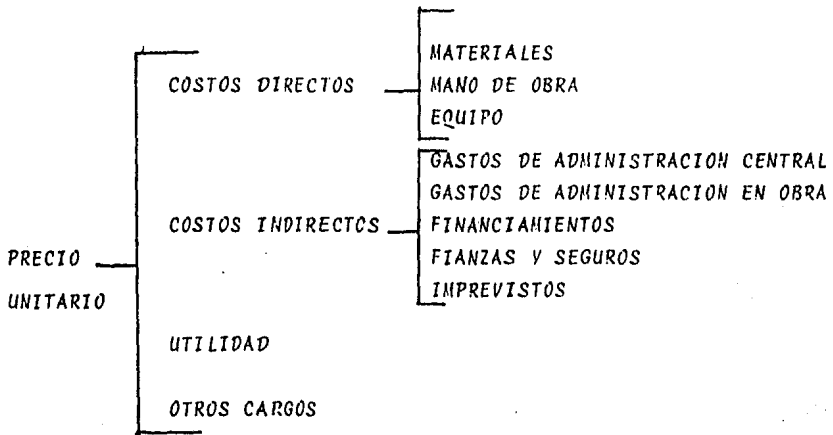 MATERIALES
COSTOS DIRECTOS MANO DE OBRA
EQUIPO
GASTOS DE ADMINISTRACION CENTRAL
GASTOS DE ADMINISTRACION EN OBRA
COSTOS INDIRECTOS FINANCIAMIENTOS
PRECIO FIANZAS Y SEGUROS
UNITARIO IMPREVISTOS
UTILIDAD
OTROS CARGOS